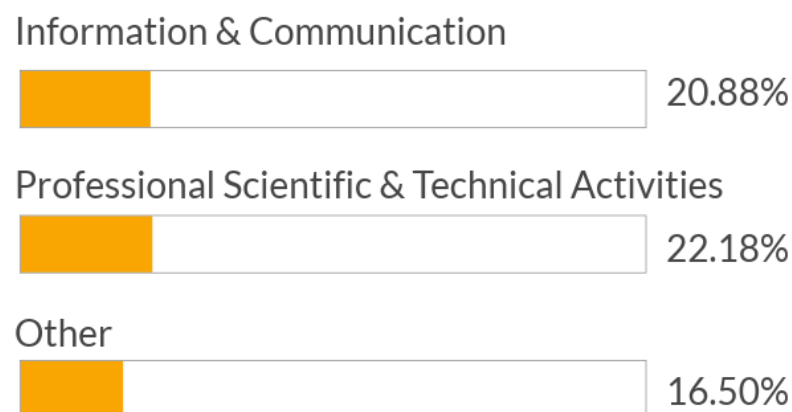 Information & Communication
20.88%
Professional Scientific & Technical Activities
22.18%
Other
16.50%